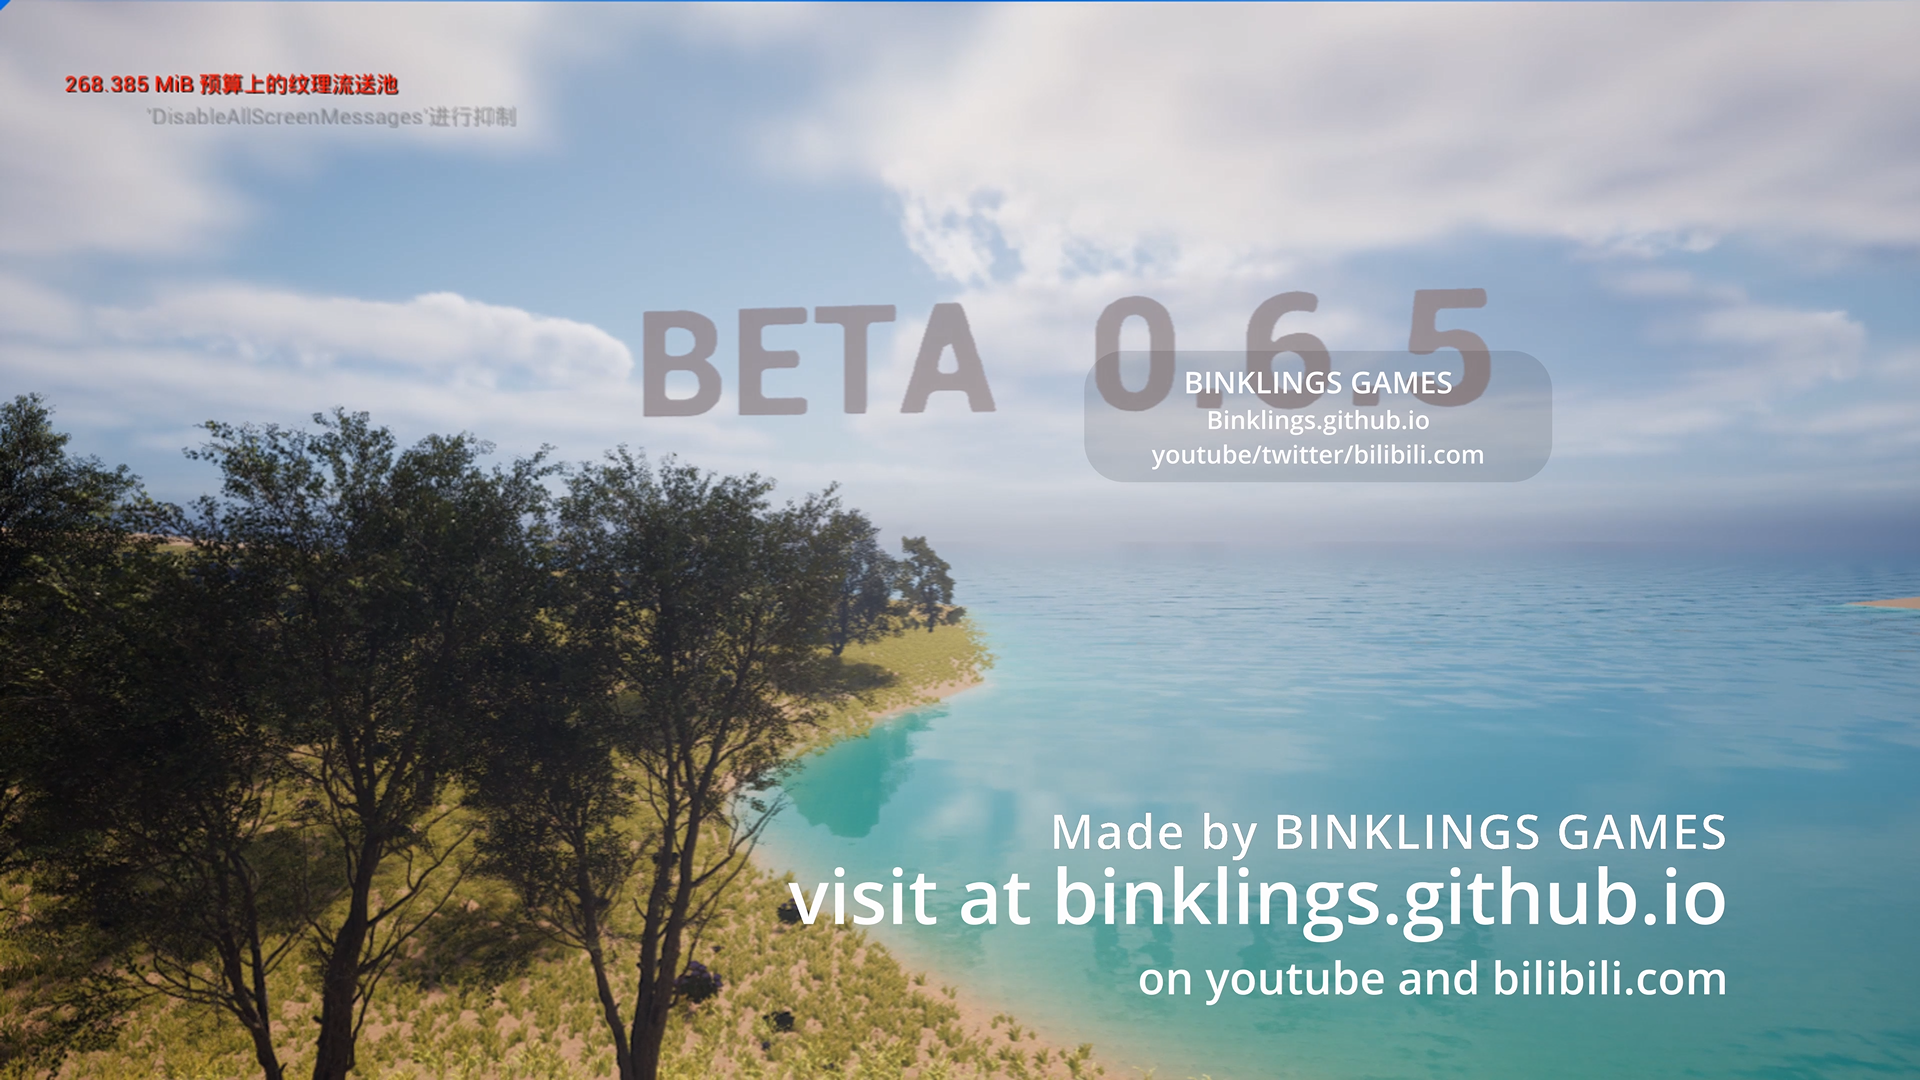 268.385 MiB 预算上的纹理流送池
'DisableAllScreenMessages'进行抑制
BETA 0.6.5
BINKLINGS GAMES
Binklings.github.io
youtube/twitter/bilibili.com
Made by BINKLINGS GAMES
visit at binklings.github.io
on youtube and bilibili.com